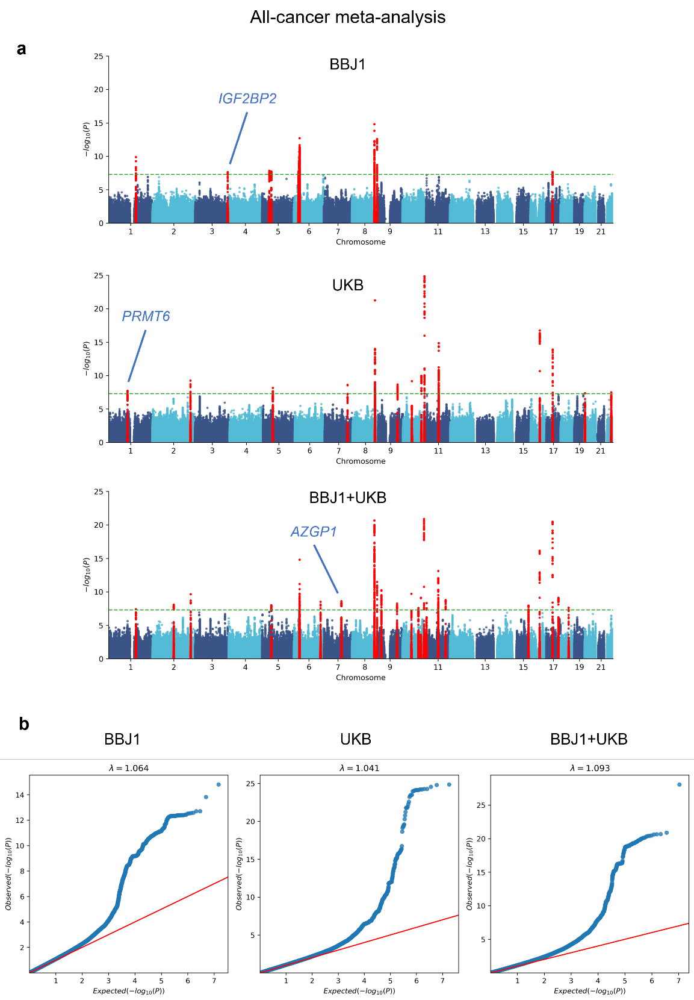 All-cancer meta-analysis
a
BBJ1
IGF2BP2
25
20
15
10
5
0
−log10(P)
1 2 3 4 5 6 7 8 9 11 13 15 17 19 21
Chromosome
UKB
PRMT6
25
20
15
10
5
0
−log10(P)
1 2 3 4 5 6 7 8 9 11 13 15 17 19 21
Chromosome
BBJ1+UKB
AZGP1
25
20
15
10
5
0
−log10(P)
1 2 3 4 5 6 7 8 9 11 13 15 17 19 21
Chromosome
b
BBJ1 UKB BBJ1+UKB
λ = 1.064
14
12
10
8
6
4
2
Observed(−log10(P))
1 2 3 4 5 6 7
Expected(−log10(P))
λ = 1.041
25
20
15
10
5
Observed(−log10(P))
1 2 3 4 5 6 7
Expected(−log10(P))
λ = 1.093
25
20
15
10
5
Observed(−log10(P))
1 2 3 4 5 6 7
Expected(−log10(P))